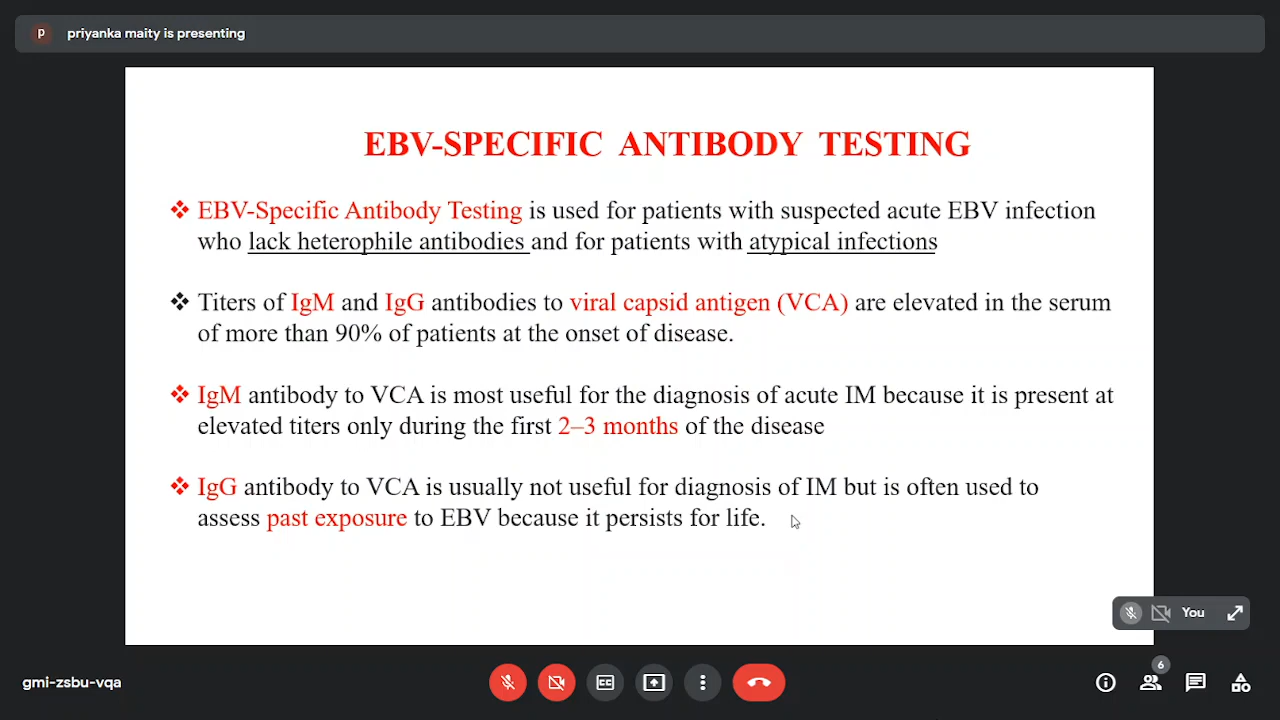 P
priyanka maity is presenting
EBV-SPECIFIC ANTIBODY TESTING
❖ EBV-Specific Antibody Testing is used for patients with suspected acute EBV infection
who lack heterophile antibodies and for patients with atypical infections
❖ Titers of IgM and IgG antibodies to viral capsid antigen (VCA) are elevated in the serum
of more than 90% of patients at the onset of disease.
❖ IgM antibody to VCA is most useful for the diagnosis of acute IM because it is present at
elevated titers only during the first 2–3 months of the disease
❖ IgG antibody to VCA is usually not useful for diagnosis of IM but is often used to
assess past exposure to EBV because it persists for life.
You
gmi-zsbu-vqa
CC
6